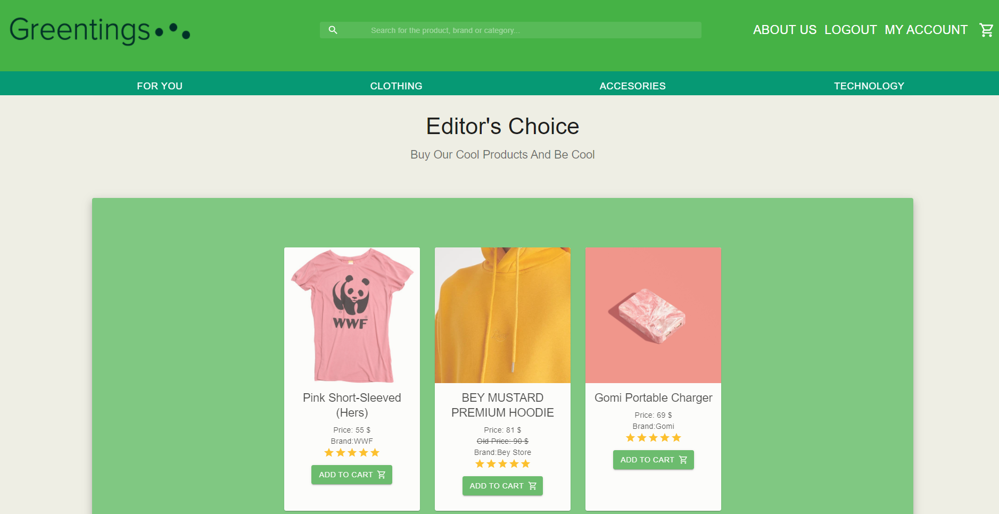 Greentings
Search for the product, brand or category...
ABOUT US LOGOUT MY ACCOUNT
FOR YOU CLOTHING ACCESORIES TECHNOLOGY
Editor's Choice
Buy Our Cool Products And Be Cool
WWF
Pink Short-Sleeved
(Hers)
Price: 55 $
Brand:WWF
ADD TO CART
BEY MUSTARD
PREMIUM HOODIE
Price: 81 $
Old Price: 90 $
Brand:Bey Store
ADD TO CART
Gomi Portable Charger
Price: 69 $
Brand:Gomi
ADD TO CART